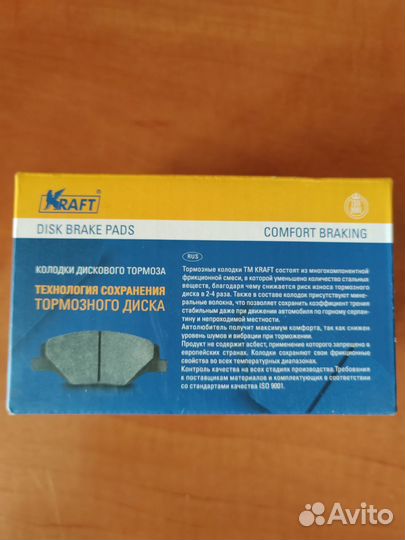 KRAFT®
DISK BRAKE PADS
COMFORT BRAKING
RUS
КОЛОДКИ ДИСКОВОГО ТОРМОЗА
ТЕХНОЛОГИЯ СОХРАНЕНИЯ
ТОРМОЗНОГО ДИСКА
Тормозные колодки ТМ KRAFT состоят из многокомпонентной
фрикционной смеси, в которой уменьшено количество стальных
веществ, благодаря чему снижается риск износа тормозного
диска в 2-4 раза. Также в составе колодок присутствуют мине-
ральные волокна, что позволяет сохранить коэффициент трения
стабильным даже при движении автомобиля по горному серпан-
тину и непроходимой местности.
Автолюбитель получит максимум комфорта, так как снижен
уровень шумов и вибрации при торможении.
Продукт не содержит асбест, применение которого запрещено в
европейских странах. Колодки сохраняют свои фрикционные
свойства во всех температурных диапазонах.
Контроль качества на всех стадиях производства.Требования
к поставщикам материалов и комплектующих в соответствии
со стандартами качества ISO 9001.
Avito